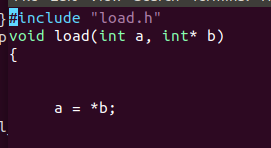 #include "load.h"
void load(int a, int* b)
{
a = *b;